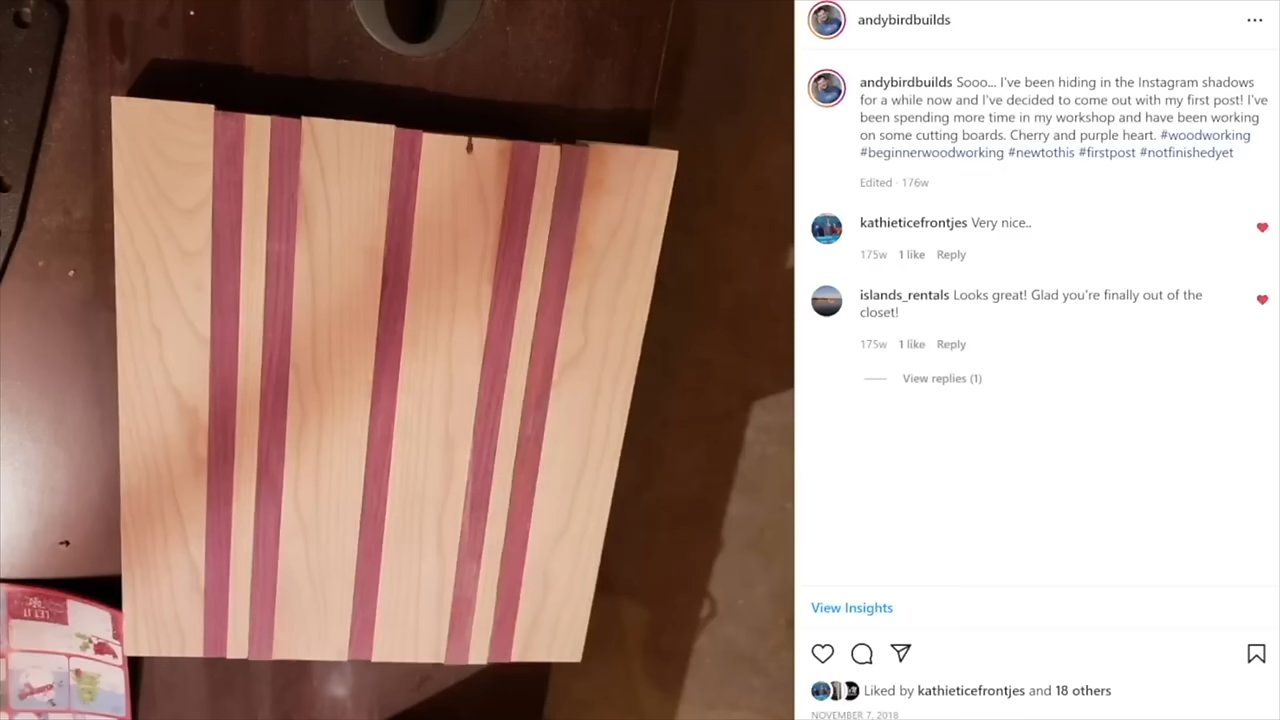 andybirdbuilds
andybirdbuilds Sooo... I've been hiding in the Instagram shadows
for a while now and I've decided to come out with my first post! I've
been spending more time in my workshop and have been working
on some cutting boards. Cherry and purple heart. #woodworking
#beginnerwoodworking #newtothis #firstpost #notfinishedyet
Edited · 176w
kathieticefrontjes Very nice..
175w 1 like Reply
islands_rentals Looks great! Glad you're finally out of the
closet!
175w 1 like Reply
View replies (1)
View Insights
Liked by kathieticefrontjes and 18 others
NOVEMBER 7, 2018
LET IT